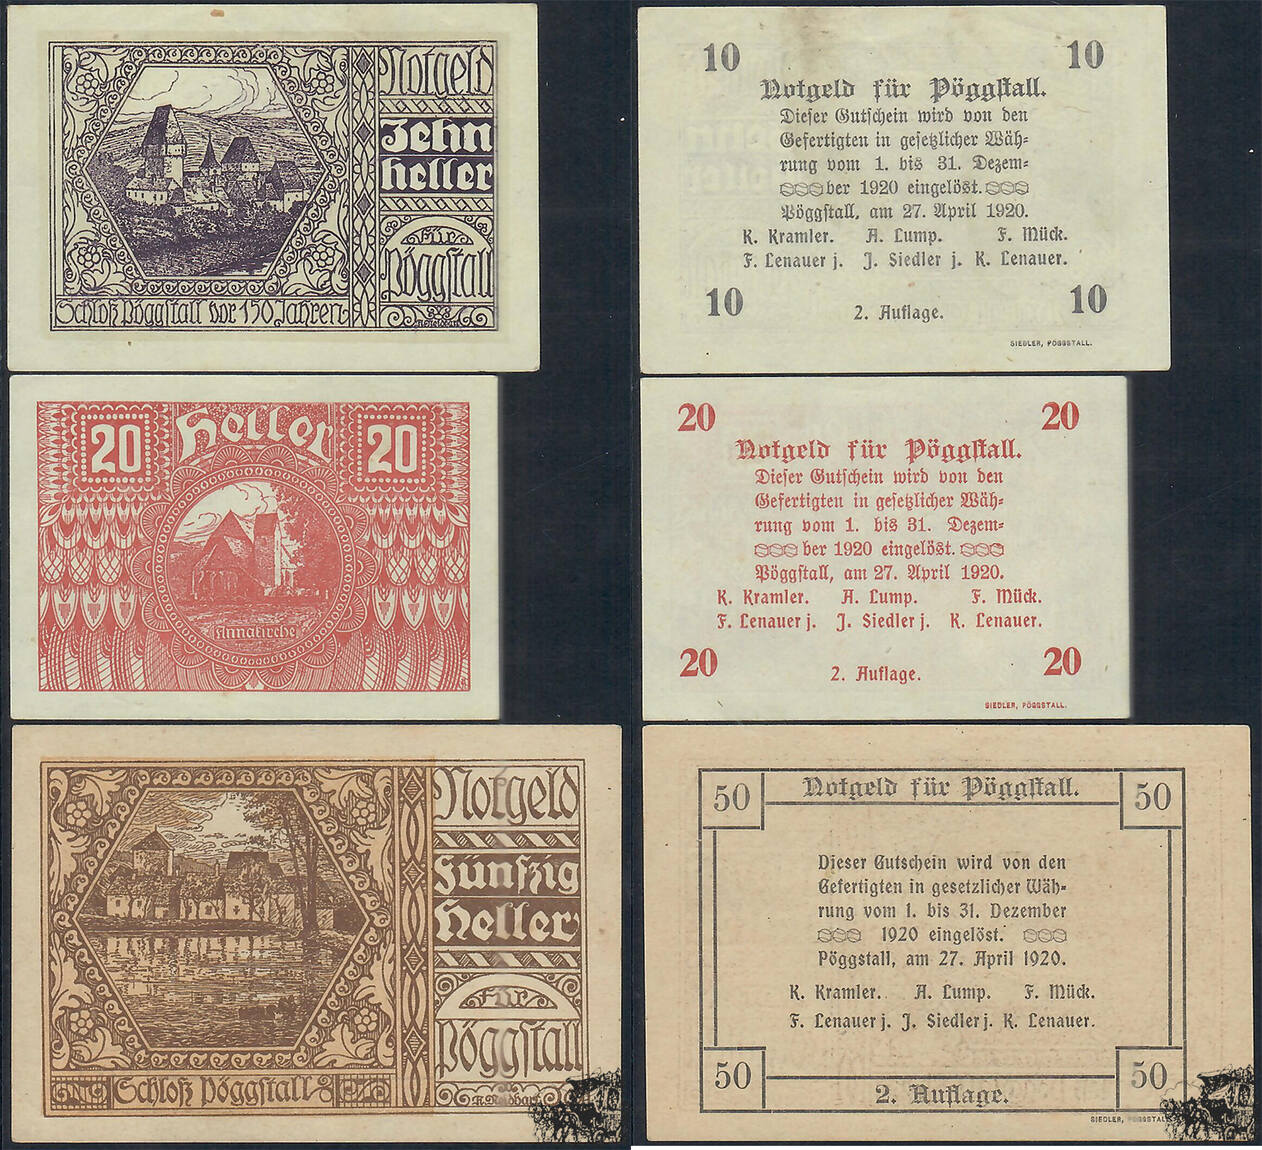 Notgeld
Zehn
Heller
für
Pöggstall
Schloß Pöggstall vor 150 Jahren
10 10
Notgeld für Pöggstall.
Dieser Gutschein wird von den
Gefertigten in gesetzlicher Wäh-
rung vom 1. bis 31. Dezem-
ber 1920 eingelöst.
Pöggstall, am 27. April 1920.
K. Kramler. A. Lump. F. Mück.
F. Lenauer j. J. Siedler j. K. Lenauer.
10 10
2. Auflage.
SIEDLER, PÖGGSTALL.
20 Heller 20
Annakirche
20 20
Notgeld für Pöggstall.
Dieser Gutschein wird von den
Gefertigten in gesetzlicher Wäh-
rung vom 1. bis 31. Dezem-
ber 1920 eingelöst.
Pöggstall, am 27. April 1920.
K. Kramler. A. Lump. F. Mück.
F. Lenauer j. J. Siedler j. K. Lenauer.
20 20
2. Auflage.
SIEDLER, PÖGGSTALL.
Notgeld
Fünfzig
Heller
für
Pöggstall
Schloß Pöggstall
50 Notgeld für Pöggstall. 50
Dieser Gutschein wird von den
Gefertigten in gesetzlicher Wäh-
rung vom 1. bis 31. Dezember
1920 eingelöst.
Pöggstall, am 27. April 1920.
K. Kramler. A. Lump. F. Mück.
F. Lenauer j. J. Siedler j. K. Lenauer.
50 50
2. Auflage.
SIEDLER, PÖGGSTALL.